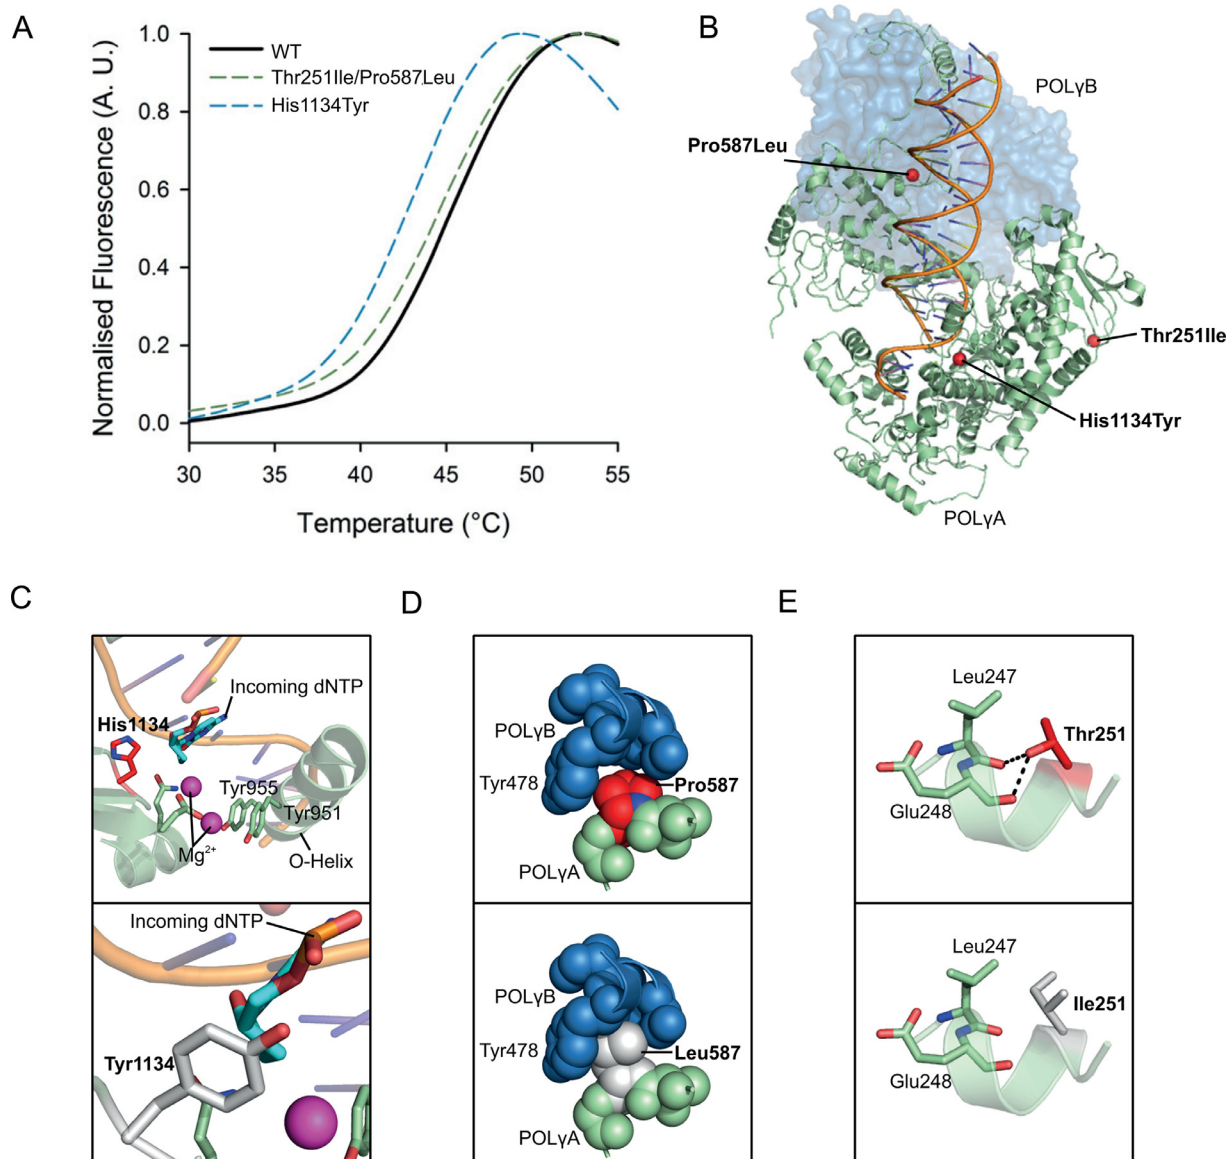 A
Normalised Fluorescence (A. U.)
1.0
0.8
0.6
0.4
0.2
0.0
WT
Thr251Ile/Pro587Leu
His1134Tyr
30 35 40 45 50 55
Temperature (°C)
B
POLγB
Pro587Leu
Thr251Ile
His1134Tyr
POLγA
C
Incoming dNTP
His1134
Tyr955
Tyr951
Mg²⁺
O-Helix
Incoming dNTP
Tyr1134
D
POLγB
Tyr478
Pro587
POLγA
POLγB
Tyr478
Leu587
POLγA
E
Leu247
Thr251
Glu248
Leu247
Ile251
Glu248